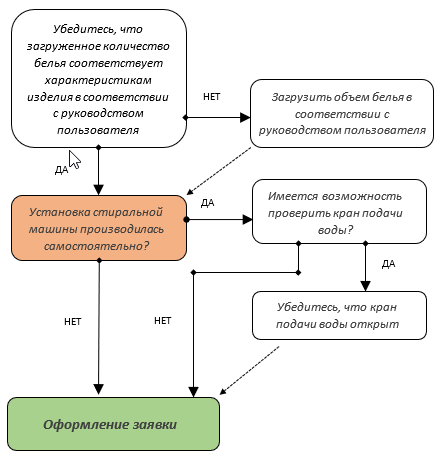 Убедитесь, что
загруженное количество
белья соответствует
характеристикам
изделия в соответствии
с руководством
пользователя
НЕТ
Загрузить объем белья в
соответствии с
руководством пользователя
ДА
Установка стиральной
машины производилась
самостоятельно?
ДА
Имеется возможность
проверить кран подачи
воды?
ДА
НЕТ
НЕТ
Убедитесь, что кран
подачи воды открыт
Оформление заявки